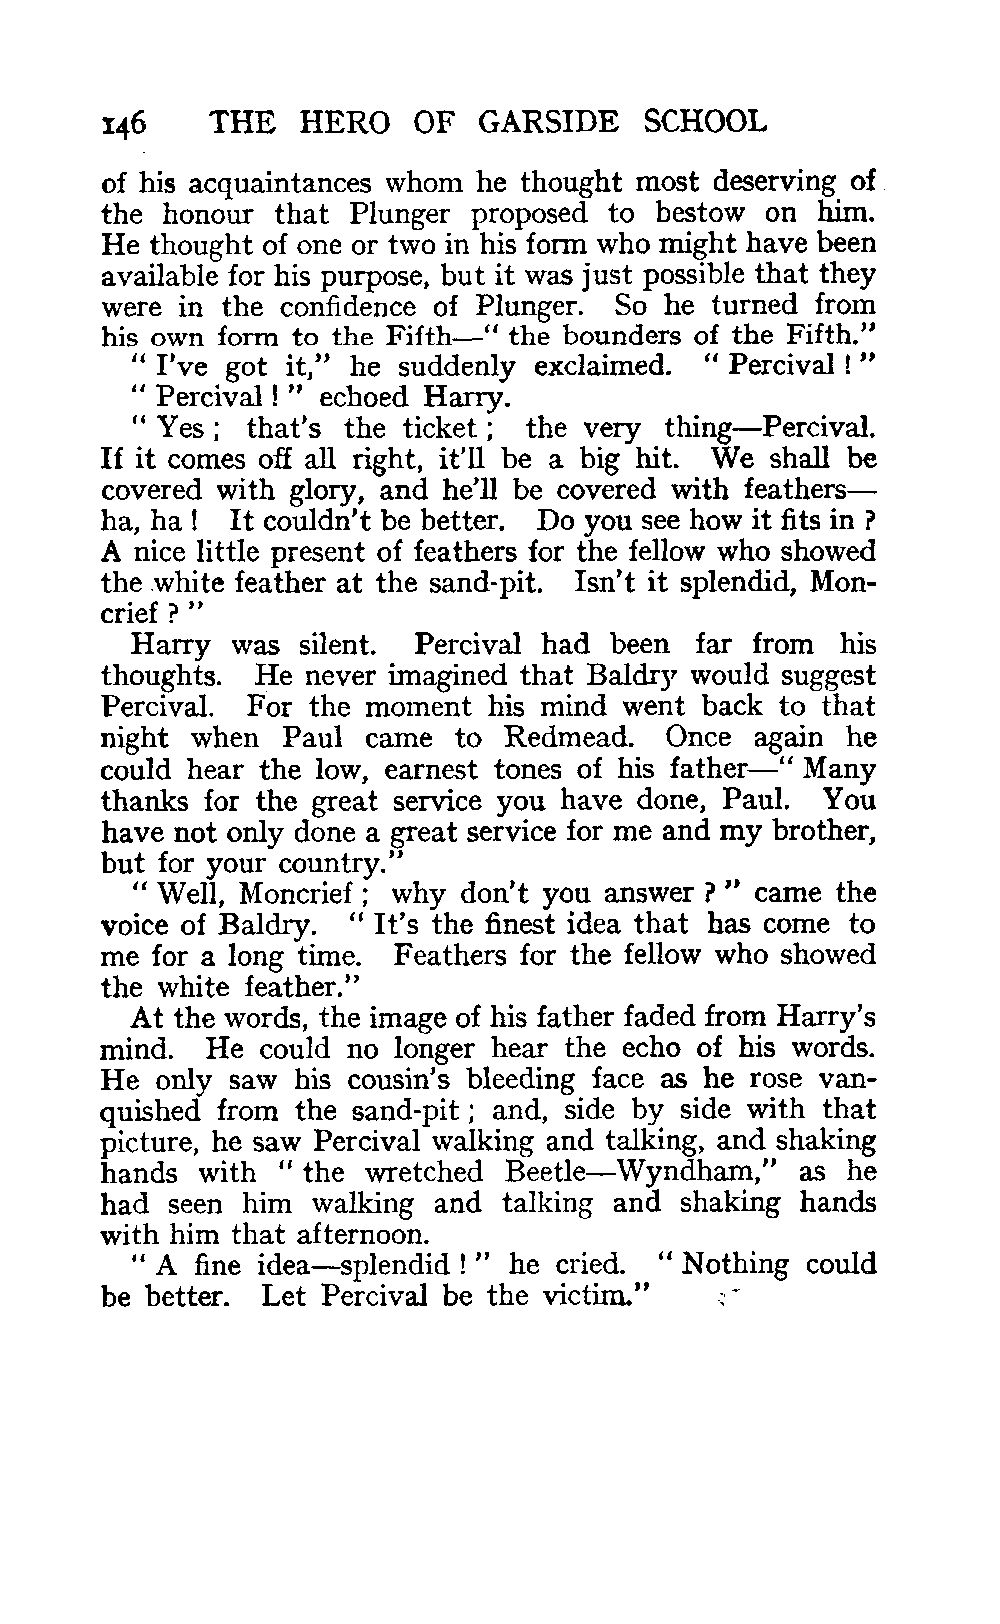 146 THE HERO OF GARSIDE SCHOOL
of his acquaintances whom he thought most deserving of
the honour that Plunger proposed to bestow on him.
He thought of one or two in his form who might have been
available for his purpose, but it was just possible that they
were in the confidence of Plunger. So he turned from
his own form to the Fifth—“ the bounders of the Fifth.”
“ I've got it,” he suddenly exclaimed. “ Percival ! ”
“ Percival ! ” echoed Harry.
“ Yes ; that's the ticket ; the very thing—Percival.
If it comes off all right, it'll be a big hit. We shall be
covered with glory, and he'll be covered with feathers—
ha, ha ! It couldn't be better. Do you see how it fits in ?
A nice little present of feathers for the fellow who showed
the white feather at the sand-pit. Isn't it splendid, Mon-
crief ? ”
Harry was silent. Percival had been far from his
thoughts. He never imagined that Baldry would suggest
Percival. For the moment his mind went back to that
night when Paul came to Redmead. Once again he
could hear the low, earnest tones of his father—“ Many
thanks for the great service you have done, Paul. You
have not only done a great service for me and my brother,
but for your country.”
“ Well, Moncrief ; why don't you answer ? ” came the
voice of Baldry. “ It's the finest idea that has come to
me for a long time. Feathers for the fellow who showed
the white feather.”
At the words, the image of his father faded from Harry's
mind. He could no longer hear the echo of his words.
He only saw his cousin's bleeding face as he rose van-
quished from the sand-pit ; and, side by side with that
picture, he saw Percival walking and talking, and shaking
hands with “ the wretched Beetle—Wyndham,” as he
had seen him walking and talking and shaking hands
with him that afternoon.
“ A fine idea—splendid ! ” he cried. “ Nothing could
be better. Let Percival be the victim.”